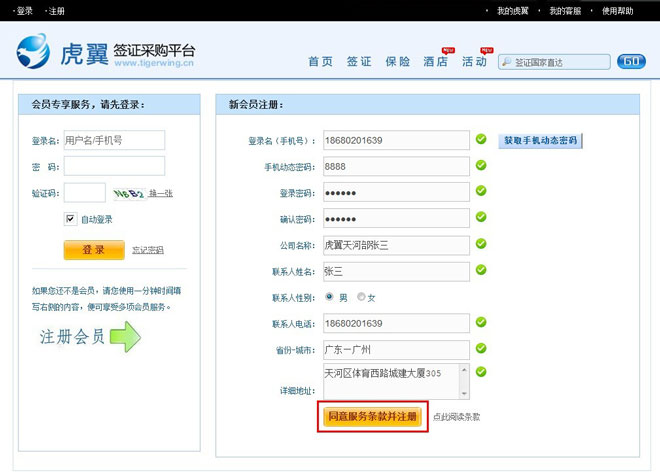 ·登录 ·注册 ·我的虎翼 ·我的客服 ·使用帮助
虎翼 签证采购平台
www.tigerwing.cn
首页 签证 保险 酒店 NEW 活动 NEW 签证国家直达 GO
会员专享服务，请先登录：
登录名： 用户名/手机号
密 码：
验证码： 换一张
自动登录
登 录 忘记密码
如果您还不是会员，请您使用一分钟时间填
写右侧的内容，便可享受多项会员服务。
注册会员
新会员注册：
登录名（手机号）： 18680201639 获取手机动态密码
手机动态密码： 8888
登录密码： ●●●●●●
确认密码： ●●●●●●
公司名称： 虎翼天河部张三
联系人姓名： 张三
联系人性别： 男 女
联系人电话： 18680201639
省份-城市： 广东－广州
详细地址： 天河区体育西路城建大厦305
同意服务条款并注册 点此阅读条款